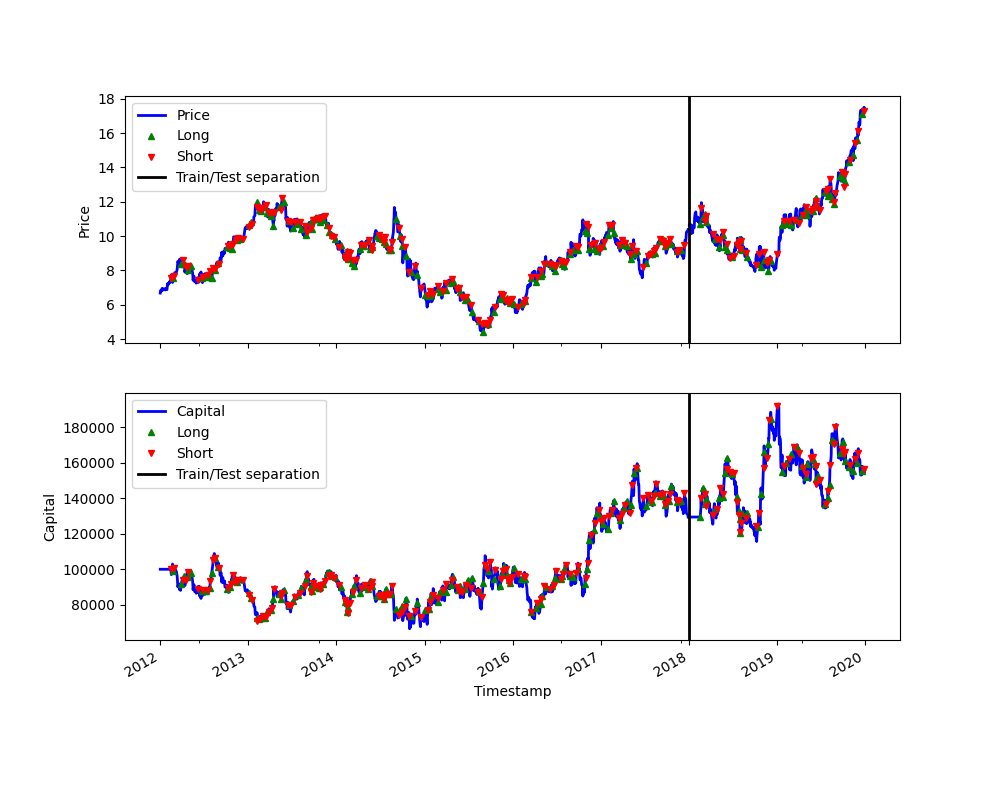 18
16
14
12
10
8
6
4
Price
Price
Long
Short
Train/Test separation
180000
160000
140000
120000
100000
80000
Capital
Capital
Long
Short
Train/Test separation
2012 2013 2014 2015 2016 2017 2018 2019 2020
Timestamp